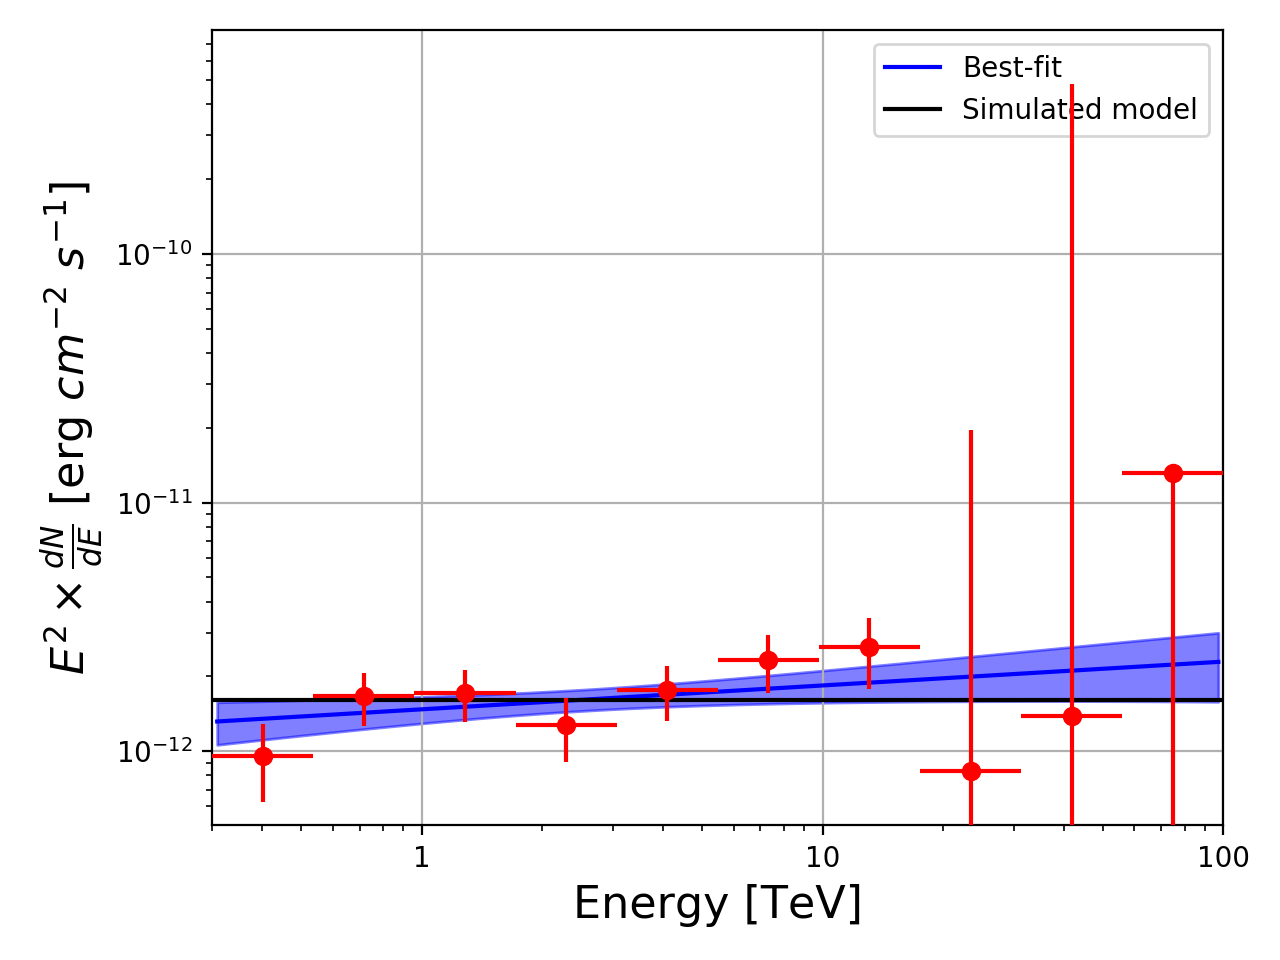 Best-fit
Simulated model
E² × dN/dE [erg cm⁻² s⁻¹]
10⁻¹⁰
10⁻¹¹
10⁻¹²
1 10 100
Energy [TeV]